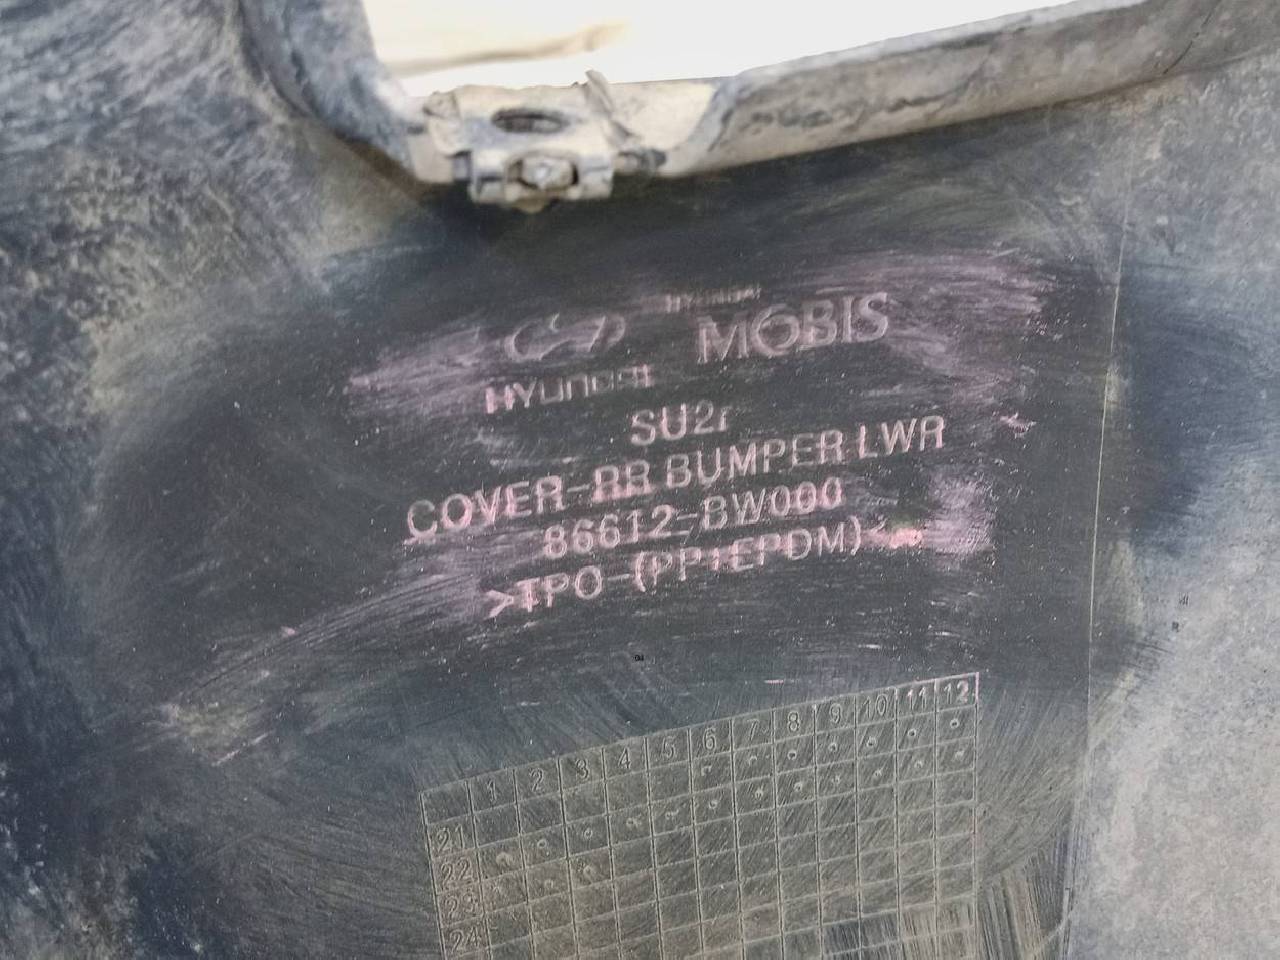 HYUNDAI
MOBIS
HYUNDAI
SU2r
COVER-RR BUMPER LWR
86612-BW000
>TPO-(PP+EPDM)<
1 2 3 4 5 6 7 8 9 10 11 12
21
22
23
24